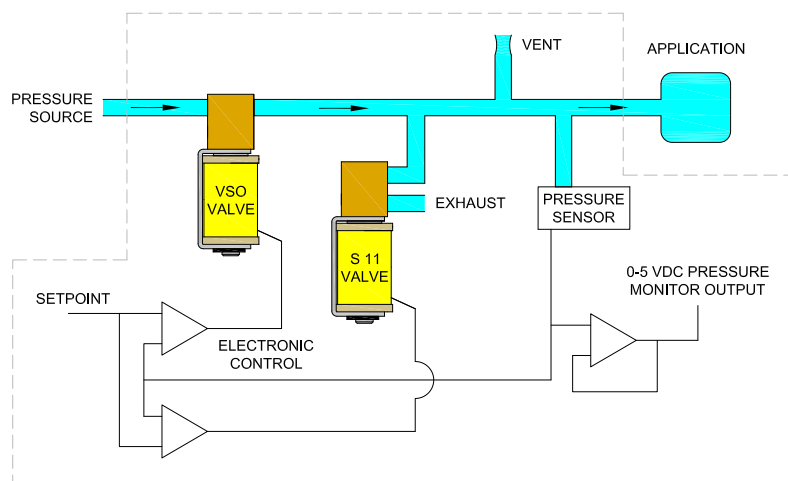 VENT
APPLICATION
PRESSURE
SOURCE
VSO
VALVE
EXHAUST
PRESSURE
SENSOR
S 11
VALVE
0-5 VDC PRESSURE
MONITOR OUTPUT
SETPOINT
ELECTRONIC
CONTROL